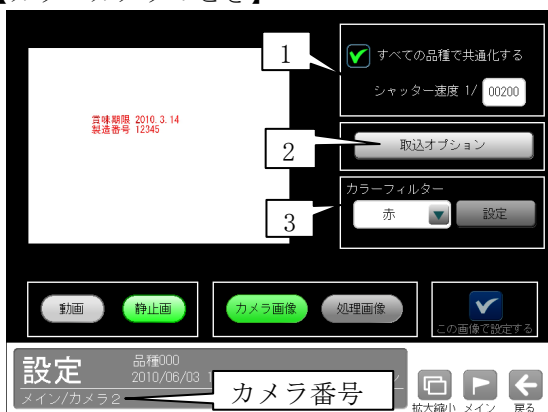 1
すべての品種で共通化する
シャッター速度 1/ 00200
賞味期限 2010.3.14
製造番号 12345
2
取込オプション
カラーフィルター
3
赤
設定
動画
静止画
カメラ画像
処理画像
この画像で設定する
設定
品種000
2010/06/03
メイン/カメラ2
カメラ番号
拡大縮小
メイン
戻る